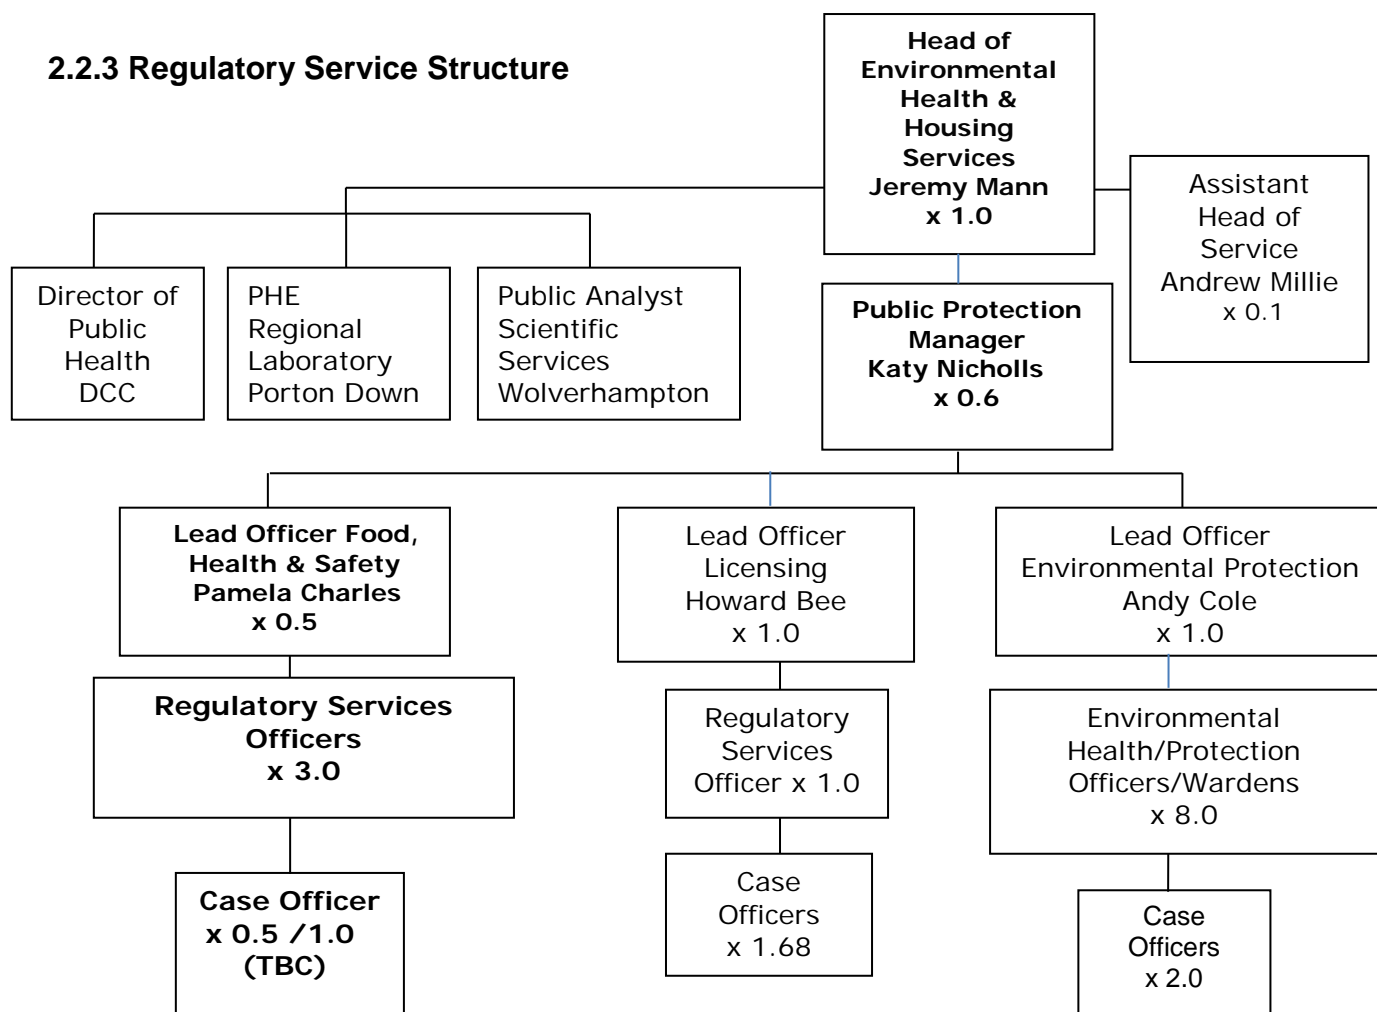 2.2.3 Regulatory Service Structure
Head of
Environmental
Health &
Housing
Services
Jeremy Mann
x 1.0
Assistant
Head of
Service
Andrew Millie
x 0.1
Director of
Public
Health
DCC
PHE
Regional
Laboratory
Porton Down
Public Analyst
Scientific
Services
Wolverhampton
Public Protection
Manager
Katy Nicholls
x 0.6
Lead Officer Food,
Health & Safety
Pamela Charles
x 0.5
Lead Officer
Licensing
Howard Bee
x 1.0
Lead Officer
Environmental Protection
Andy Cole
x 1.0
Regulatory Services
Officers
x 3.0
Regulatory
Services
Officer x 1.0
Environmental
Health/Protection
Officers/Wardens
x 8.0
Case Officer
x 0.5 /1.0
(TBC)
Case
Officers
x 1.68
Case
Officers
x 2.0